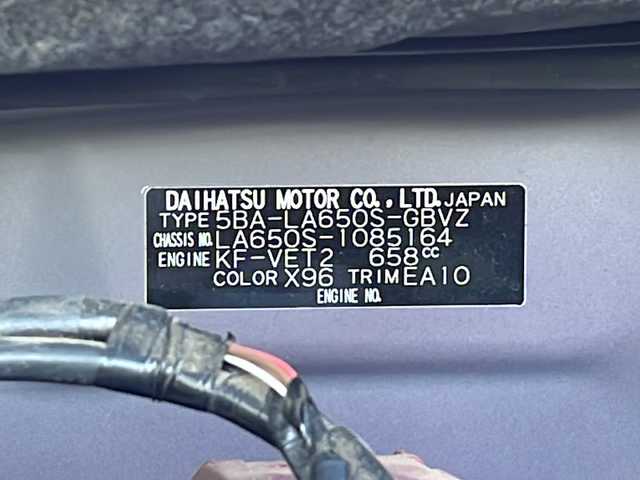 DAIHATSU MOTOR CO., LTD. JAPAN
TYPE 5BA-LA650S-GBVZ
CHASSIS NO. LA650S-1085164
ENGINE KF-VET2 658cc
COLOR X96 TRIM EA10
ENGINE NO.